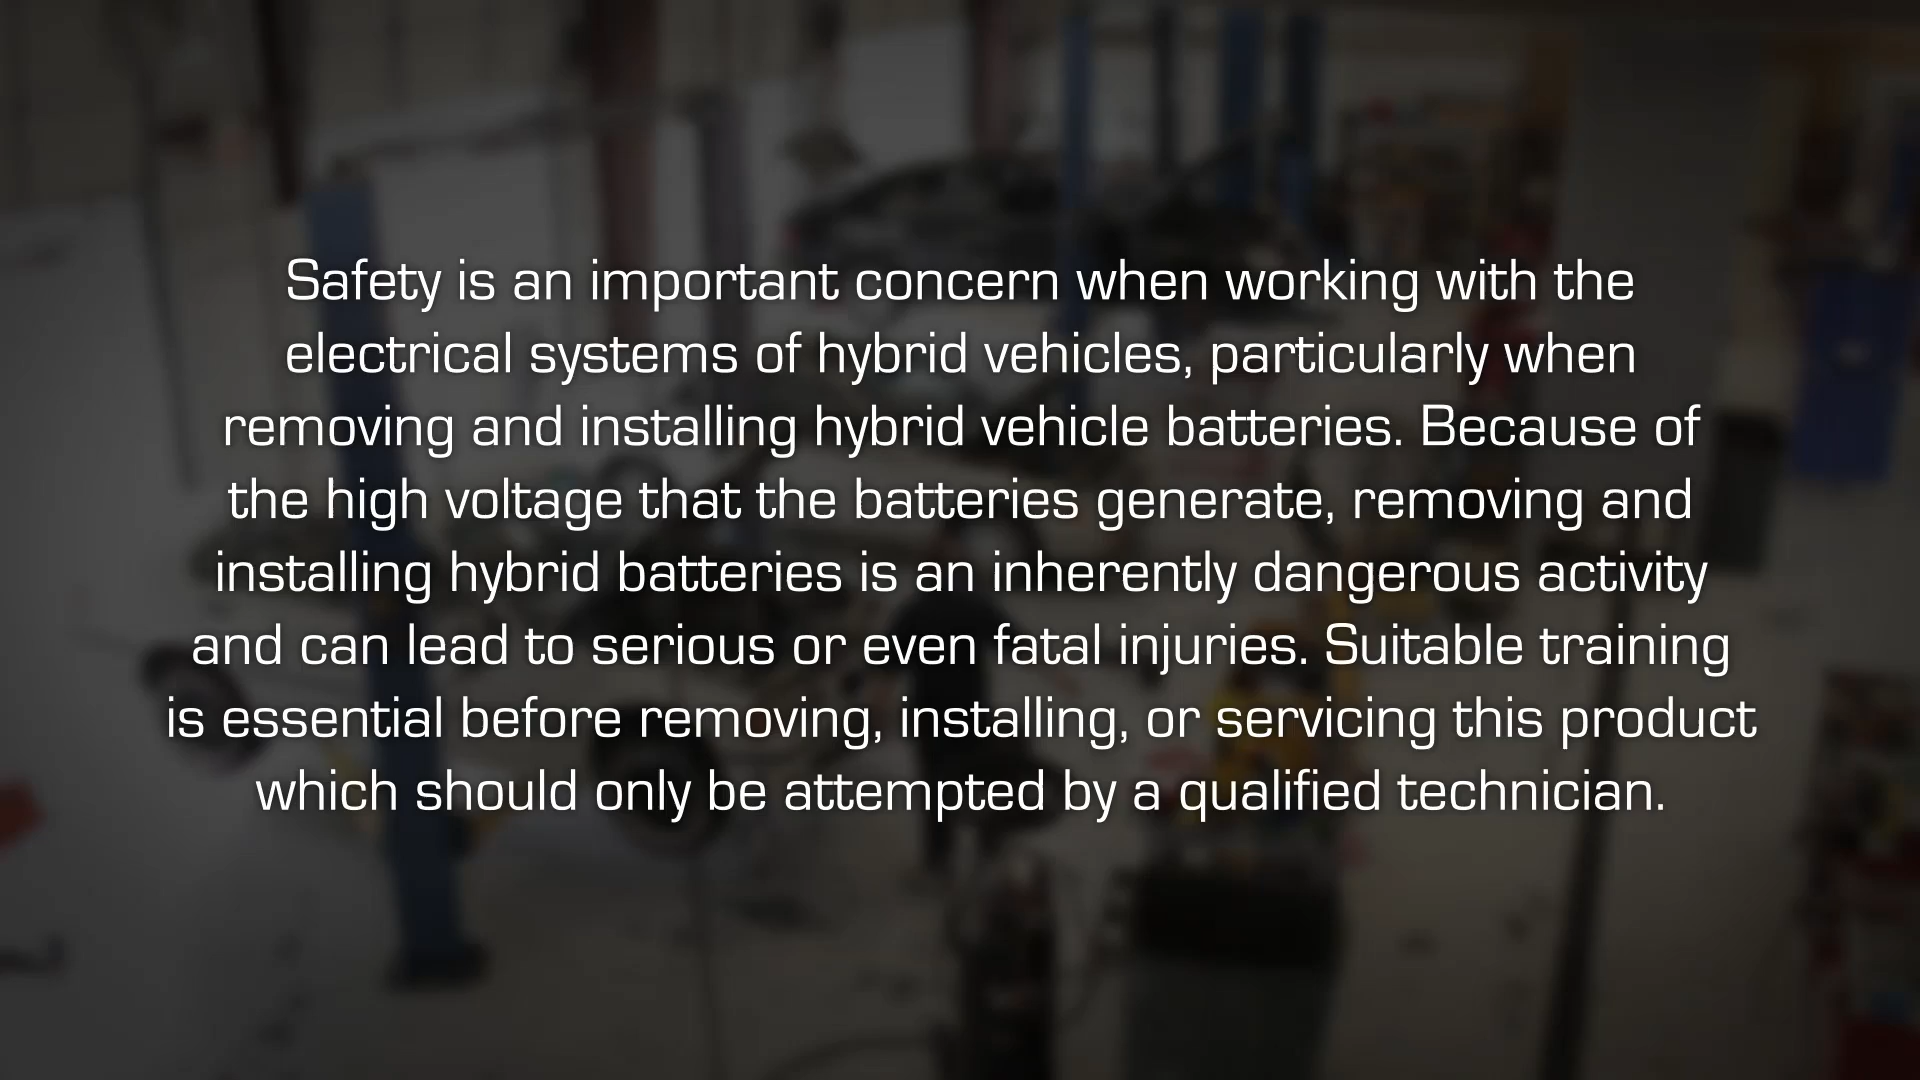 Safety is an important concern when working with the
electrical systems of hybrid vehicles, particularly when
removing and installing hybrid vehicle batteries. Because of
the high voltage that the batteries generate, removing and
installing hybrid batteries is an inherently dangerous activity
and can lead to serious or even fatal injuries. Suitable training
is essential before removing, installing, or servicing this product
which should only be attempted by a qualified technician.